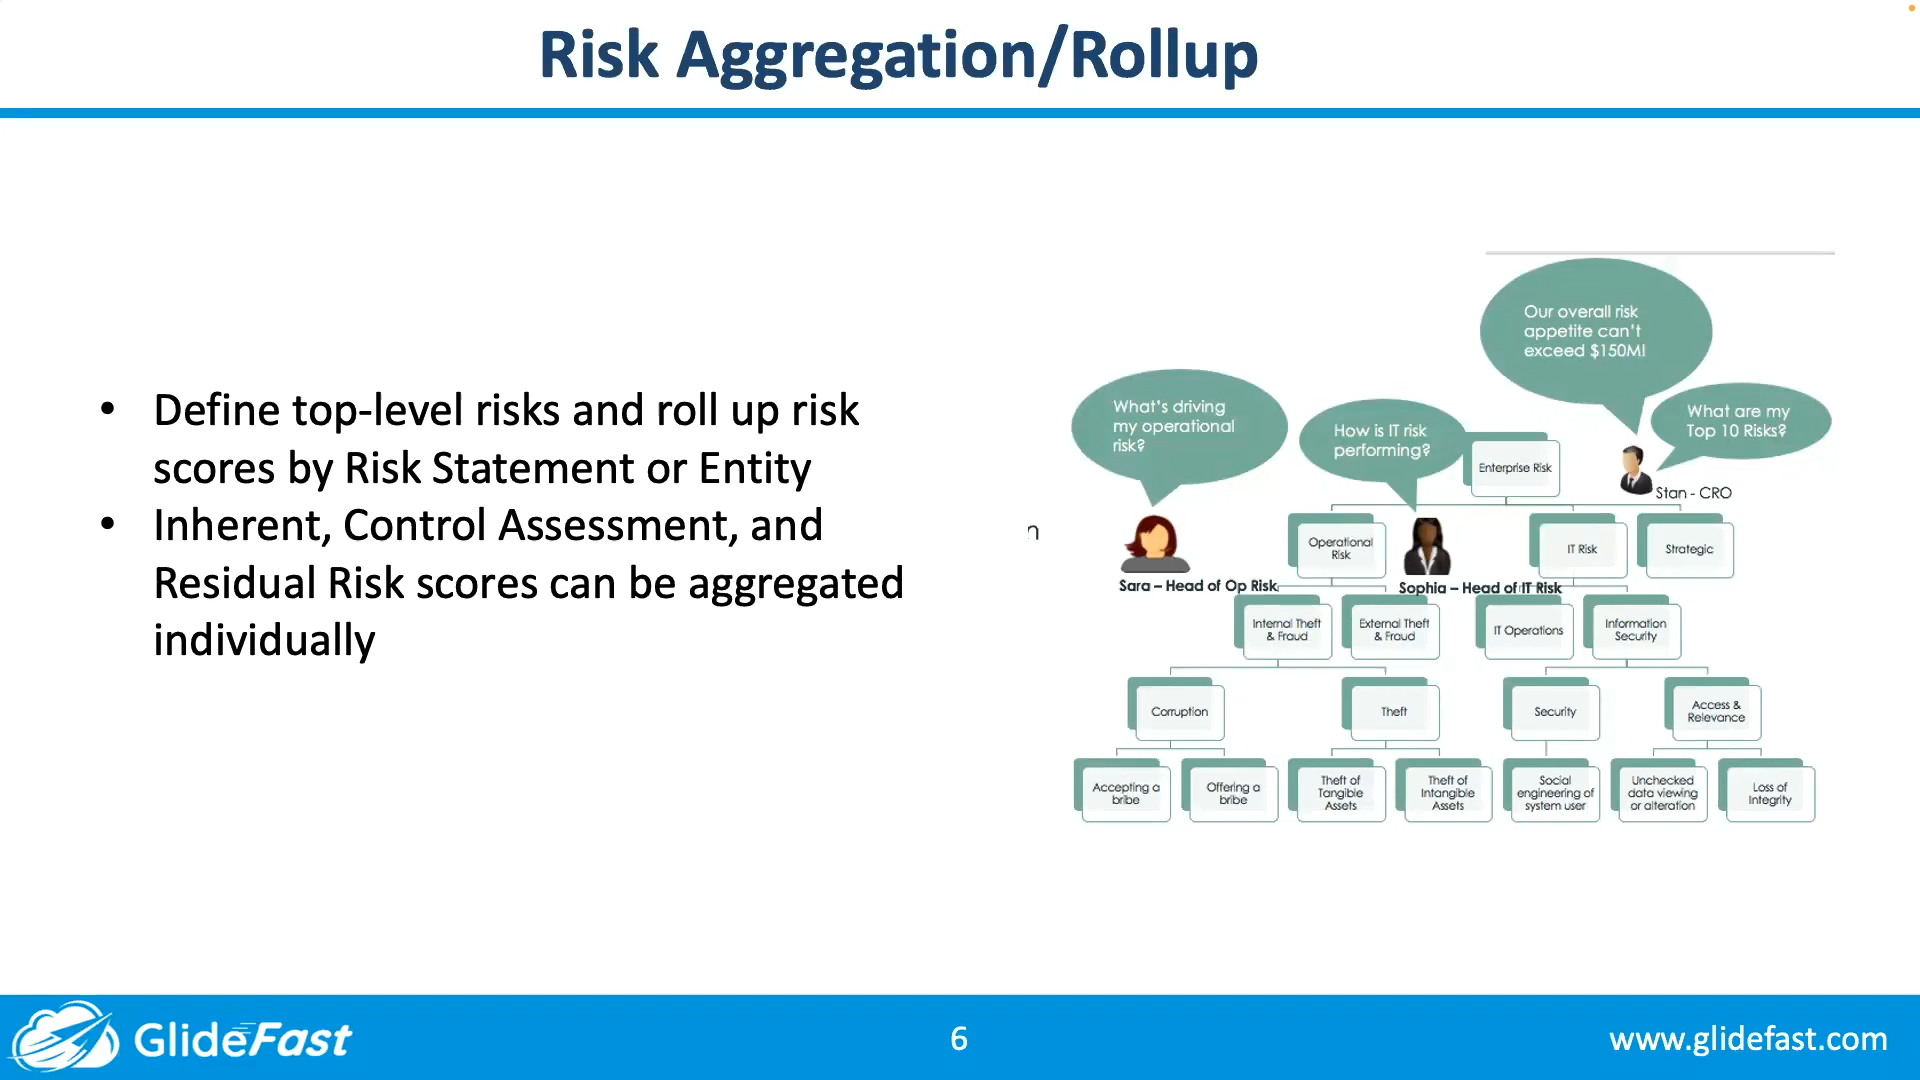 Risk Aggregation/Rollup
• Define top-level risks and roll up risk
scores by Risk Statement or Entity
• Inherent, Control Assessment, and
Residual Risk scores can be aggregated
individually
n
Our overall risk
appetite can't
exceed $150M!
What's driving
my operational
risk?
How is IT risk
performing?
What are my
Top 10 Risks?
Enterprise Risk
Stan - CRO
Operational
Risk
IT Risk
Strategic
Sara – Head of Op Risk
Sophia – Head of IT Risk
Internal Theft
& Fraud
External Theft
& Fraud
IT Operations
Information
Security
Corruption
Theft
Security
Access &
Relevance
Accepting a
bribe
Offering a
bribe
Theft of
Tangible
Assets
Theft of
Intangible
Assets
Social
engineering of
system user
Unchecked
data viewing
or alteration
Loss of
Integrity
GlideFast
6
www.glidefast.com